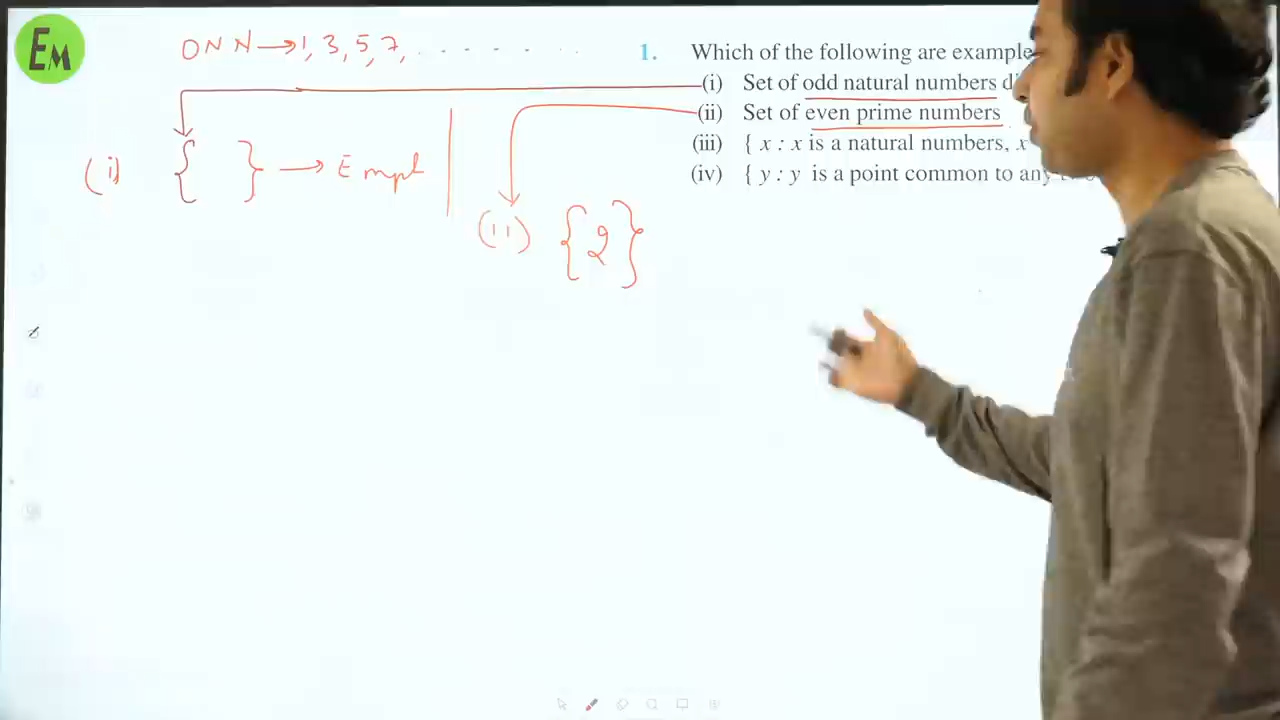 Em
ONN → 1, 3, 5, 7, . . . . . . .
(i) { } → Empt
(ii) {2}
1. Which of the following are example
(i) Set of odd natural numbers
(ii) Set of even prime numbers
(iii) { x : x is a natural numbers, x
(iv) { y : y is a point common to any